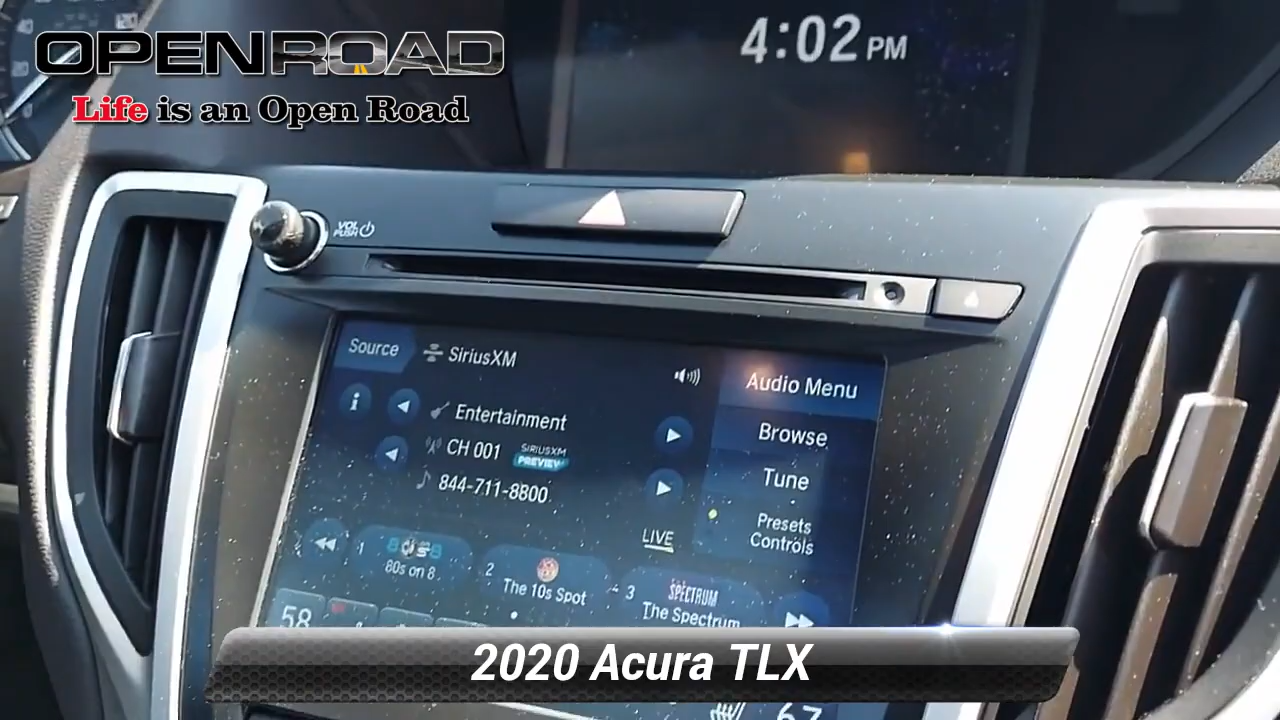 OPENROAD
Life is an Open Road
4:02 PM
VOL
PUSH
Source
SiriusXM
Audio Menu
Entertainment
Browse
CH 001
SIRIUSXM
PREVIEW
Tune
844-711-8800
Presets
Controls
LIVE
1
80s on 8
2
The 10s Spot
3
SPECTRUM
The Spectrum
58
2020 Acura TLX
67